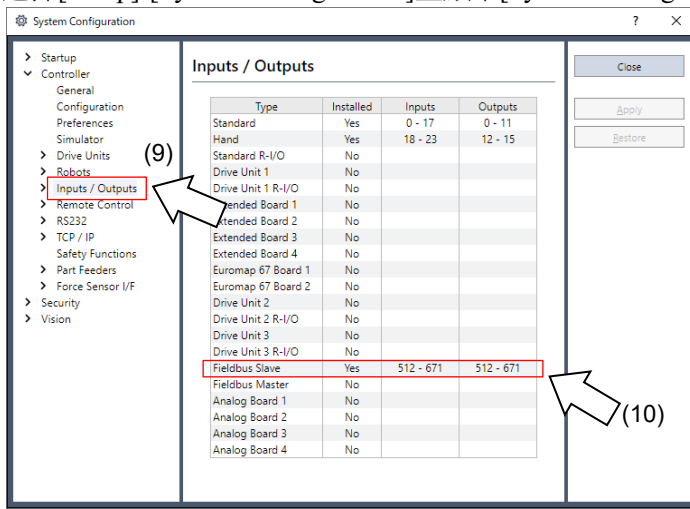 System Configuration
? ×
Startup
Controller
General
Configuration
Preferences
Simulator
Drive Units
Robots
Inputs / Outputs
Remote Control
RS232
TCP / IP
Safety Functions
Part Feeders
Force Sensor I/F
Security
Vision
(9)
Inputs / Outputs
Type Installed Inputs Outputs
Standard Yes 0 - 17 0 - 11
Hand Yes 18 - 23 12 - 15
Standard R-I/O No
Drive Unit 1 No
Drive Unit 1 R-I/O No
Extended Board 1 No
Extended Board 2 No
Extended Board 3 No
Extended Board 4 No
Euromap 67 Board 1 No
Euromap 67 Board 2 No
Drive Unit 2 No
Drive Unit 2 R-I/O No
Drive Unit 3 No
Drive Unit 3 R-I/O No
Fieldbus Slave Yes 512 - 671 512 - 671
Fieldbus Master No
Analog Board 1 No
Analog Board 2 No
Analog Board 3 No
Analog Board 4 No
(10)
Close
Apply
Restore